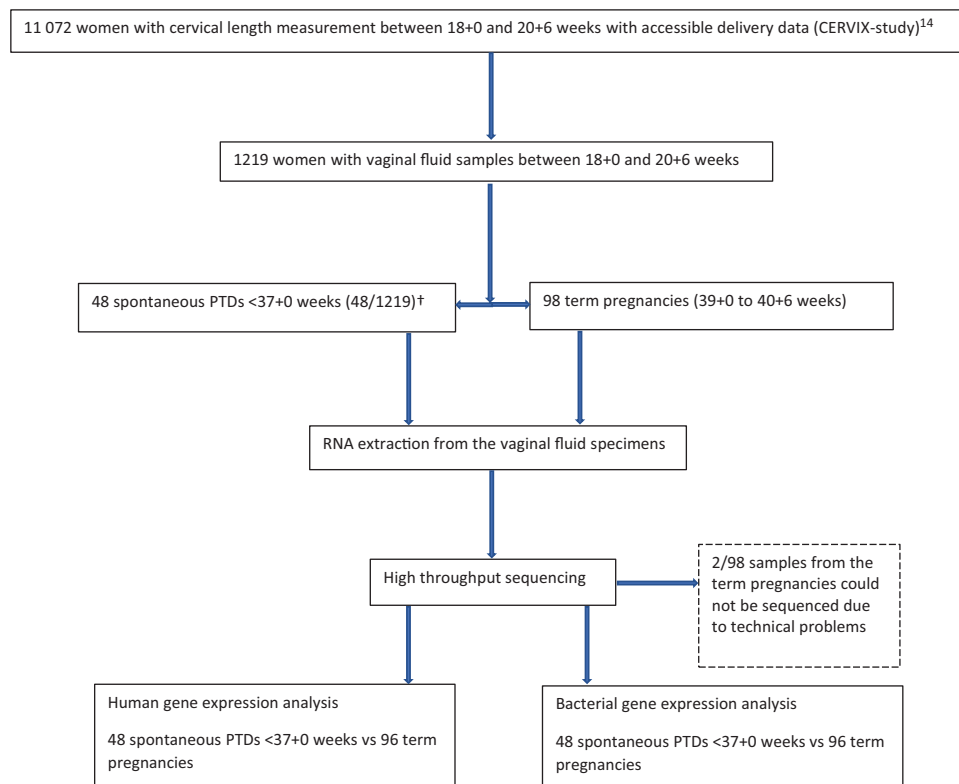 11 072 women with cervical length measurement between 18+0 and 20+6 weeks with accessible delivery data (CERVIX-study)14
1219 women with vaginal fluid samples between 18+0 and 20+6 weeks
48 spontaneous PTDs <37+0 weeks (48/1219)†
98 term pregnancies (39+0 to 40+6 weeks)
RNA extraction from the vaginal fluid specimens
High throughput sequencing
2/98 samples from the
term pregnancies could
not be sequenced due
to technical problems
Human gene expression analysis
48 spontaneous PTDs <37+0 weeks vs 96 term
pregnancies
Bacterial gene expression analysis
48 spontaneous PTDs <37+0 weeks vs 96 term
pregnancies